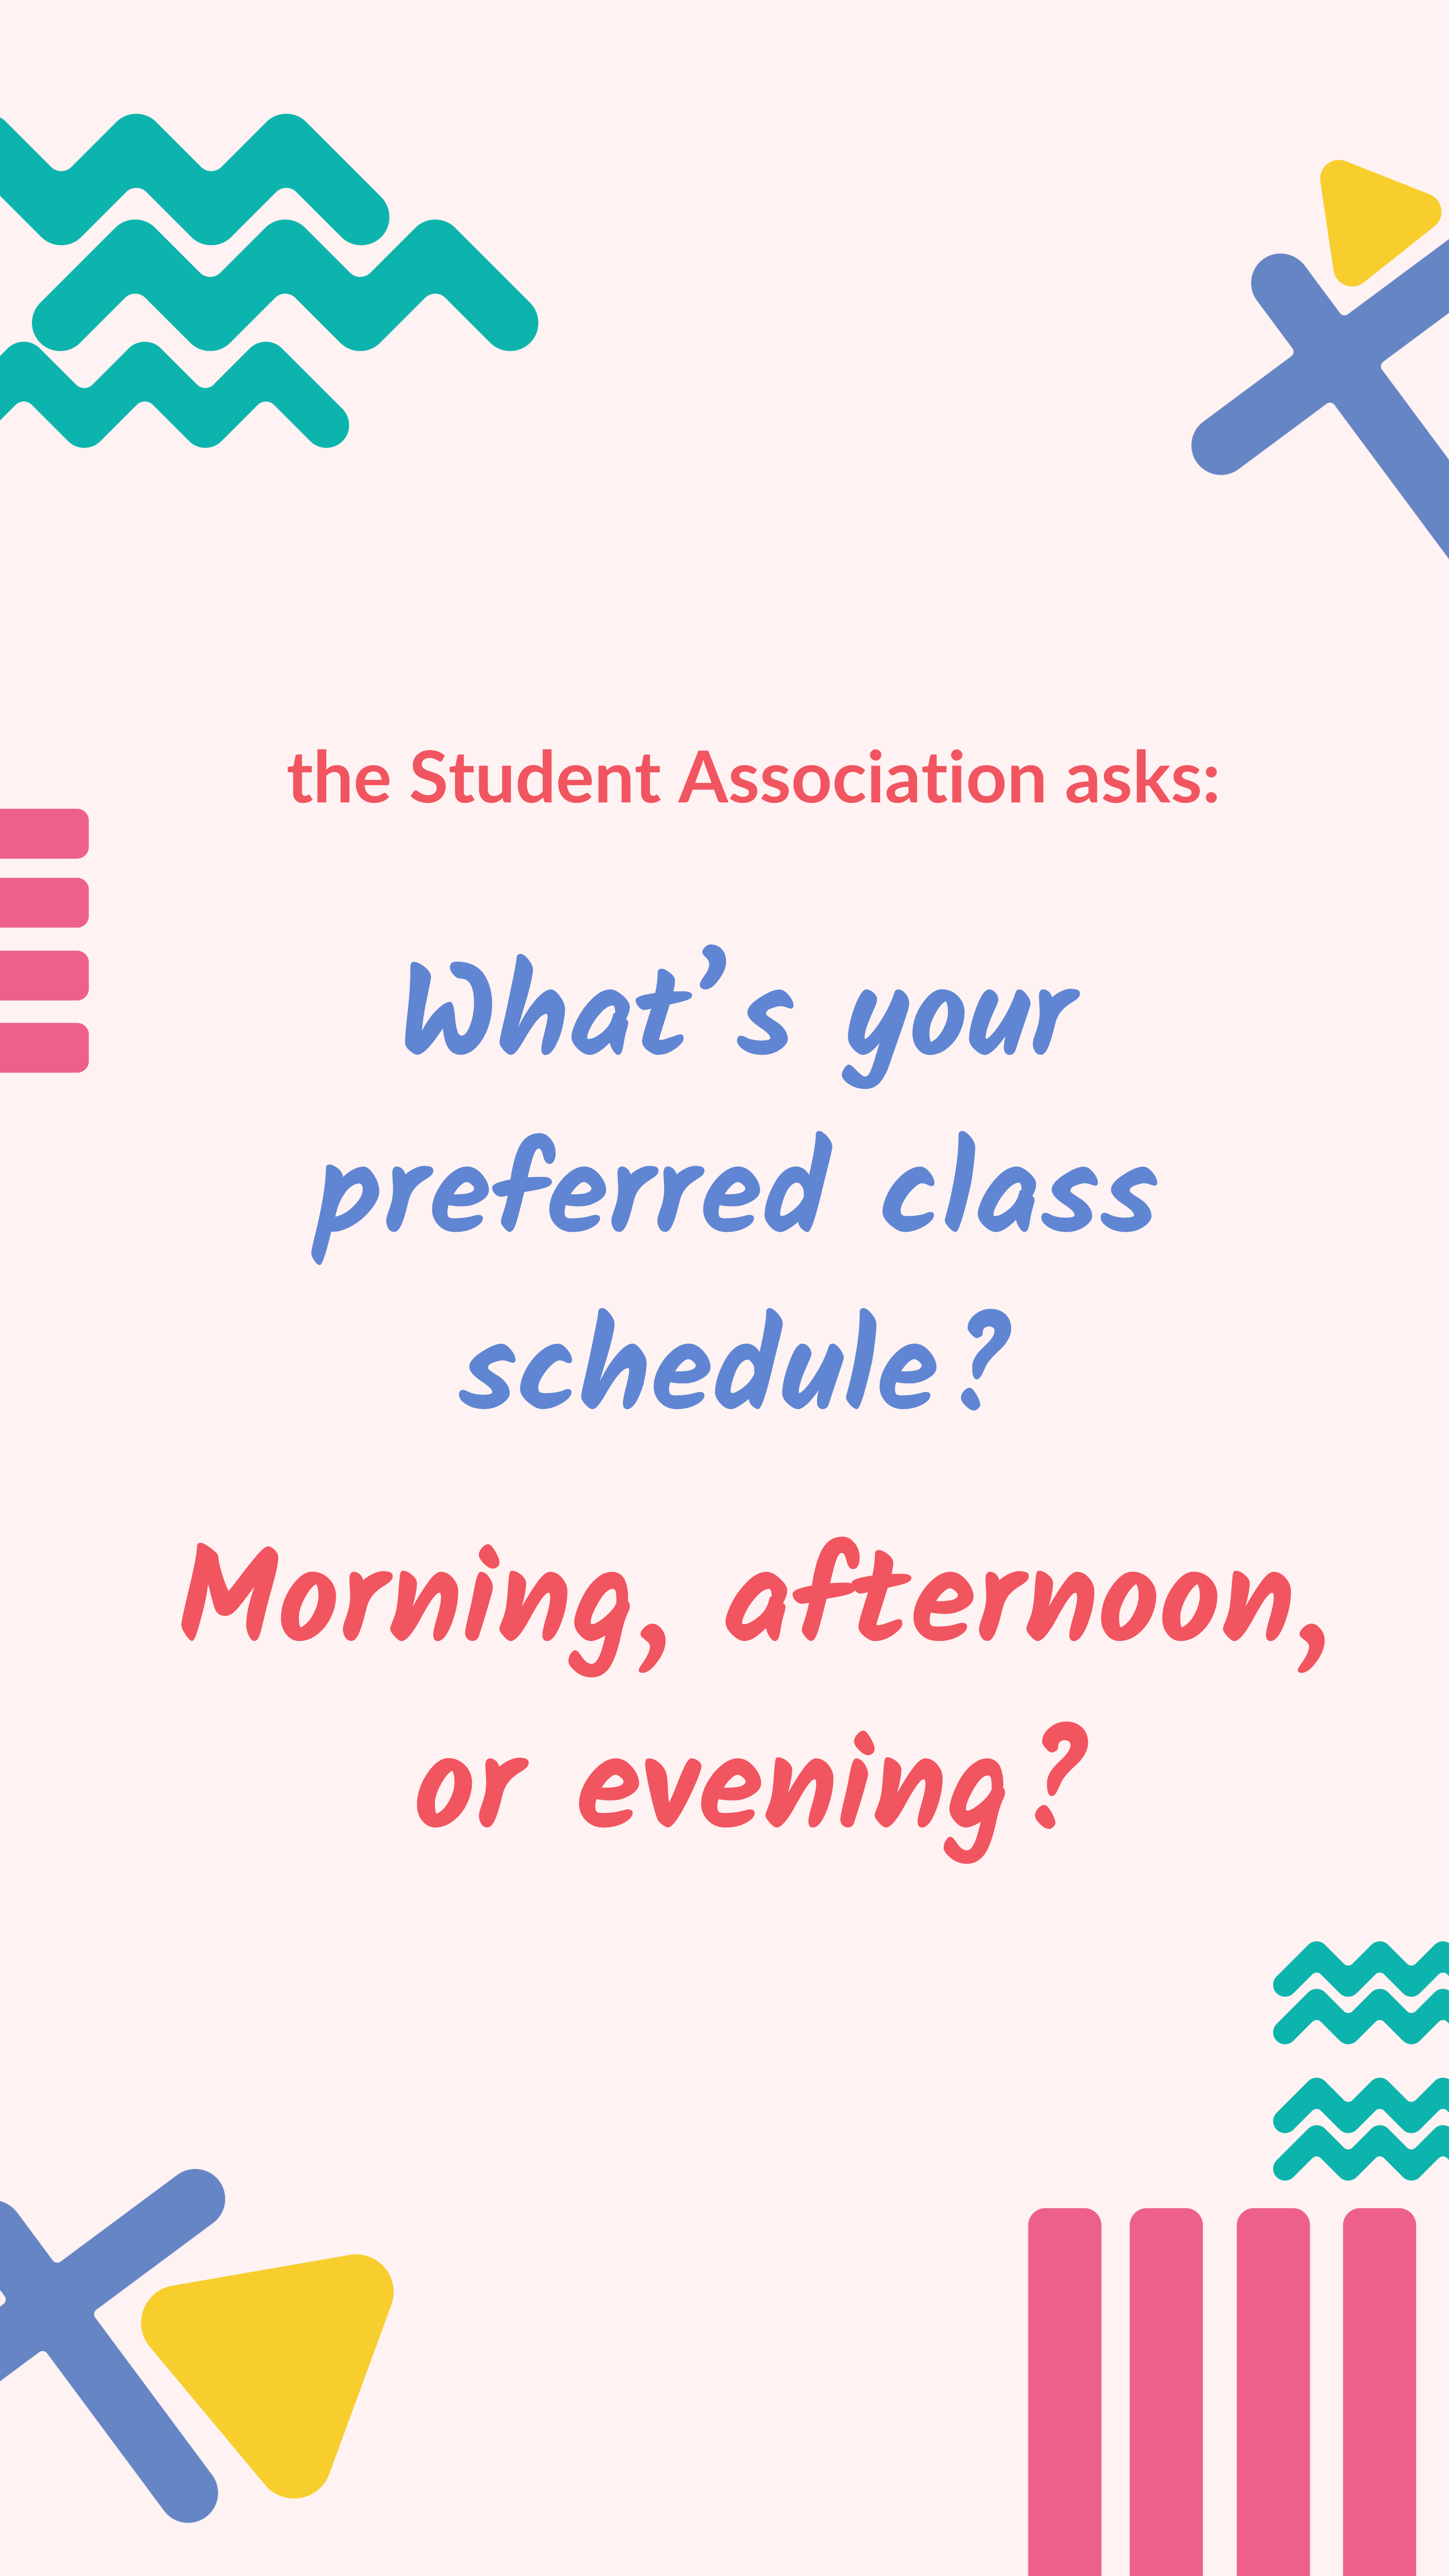 the Student Association asks:
What’s your
preferred class
schedule?
Morning, afternoon,
or evening?